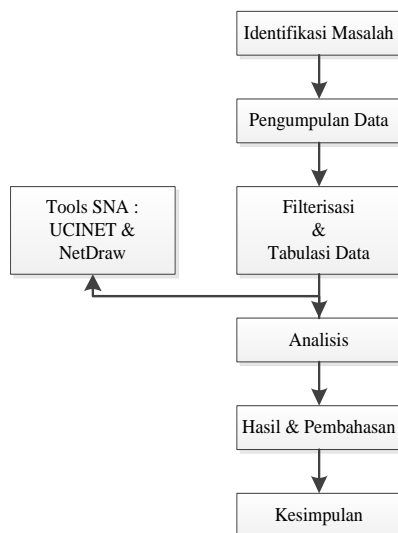 Identifikasi Masalah
Pengumpulan Data
Tools SNA :
UCINET &
NetDraw
Filterisasi
&
Tabulasi Data
Analisis
Hasil & Pembahasan
Kesimpulan